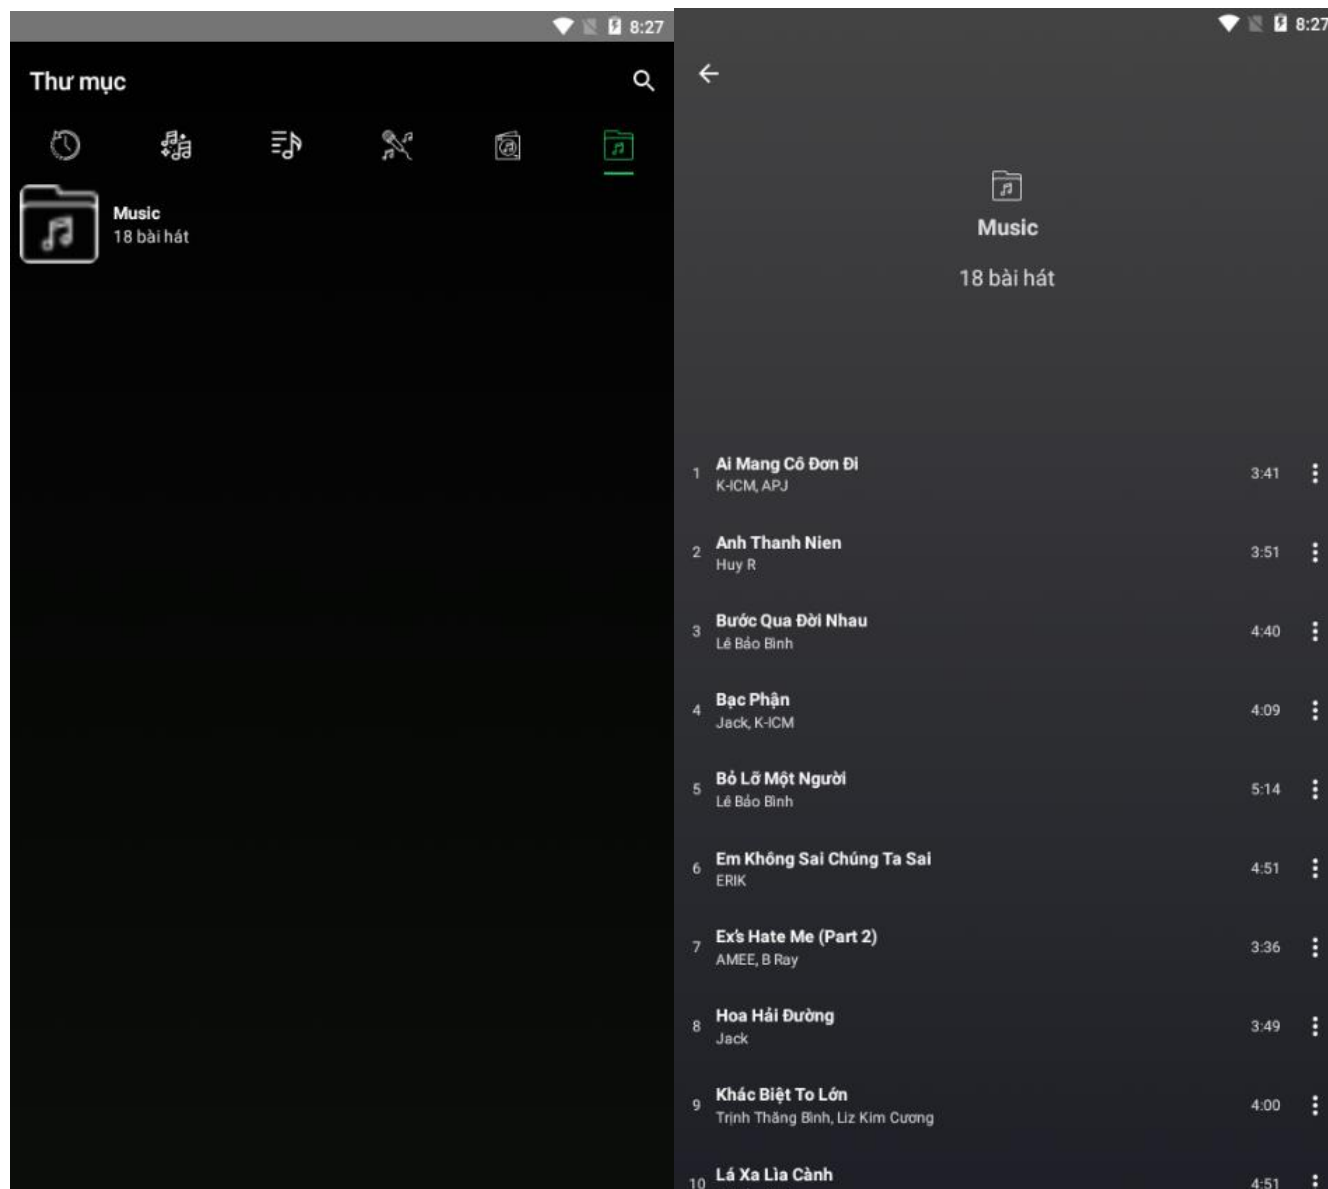 8:27
Thư mục
Music
18 bài hát
8:27
Music
18 bài hát
1 Ai Mang Cô Đơn Đi 3:41
K-ICM, APJ
2 Anh Thanh Nien 3:51
Huy R
3 Bước Qua Đời Nhau 4:40
Lê Bảo Bình
4 Bạc Phận 4:09
Jack, K-ICM
5 Bỏ Lỡ Một Người 5:14
Lê Bảo Bình
6 Em Không Sai Chúng Ta Sai 4:51
ERIK
7 Ex's Hate Me (Part 2) 3:36
AMEE, B Ray
8 Hoa Hải Đường 3:49
Jack
9 Khác Biệt To Lớn 4:00
Trịnh Thăng Bình, Liz Kim Cương
10 Lá Xa Lìa Cành 4:51